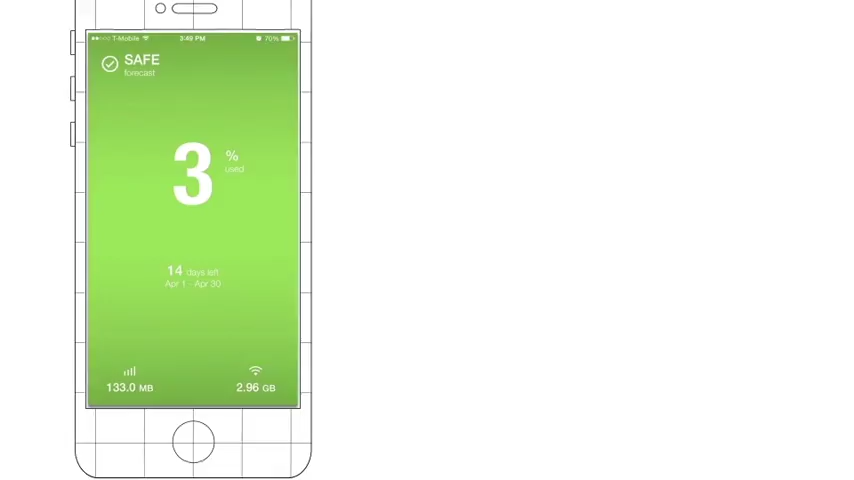 T-Mobile 3:49 PM 70%
SAFE
forecast
3 %
used
14 days left
Apr 1 - Apr 30
133.0 MB 2.96 GB